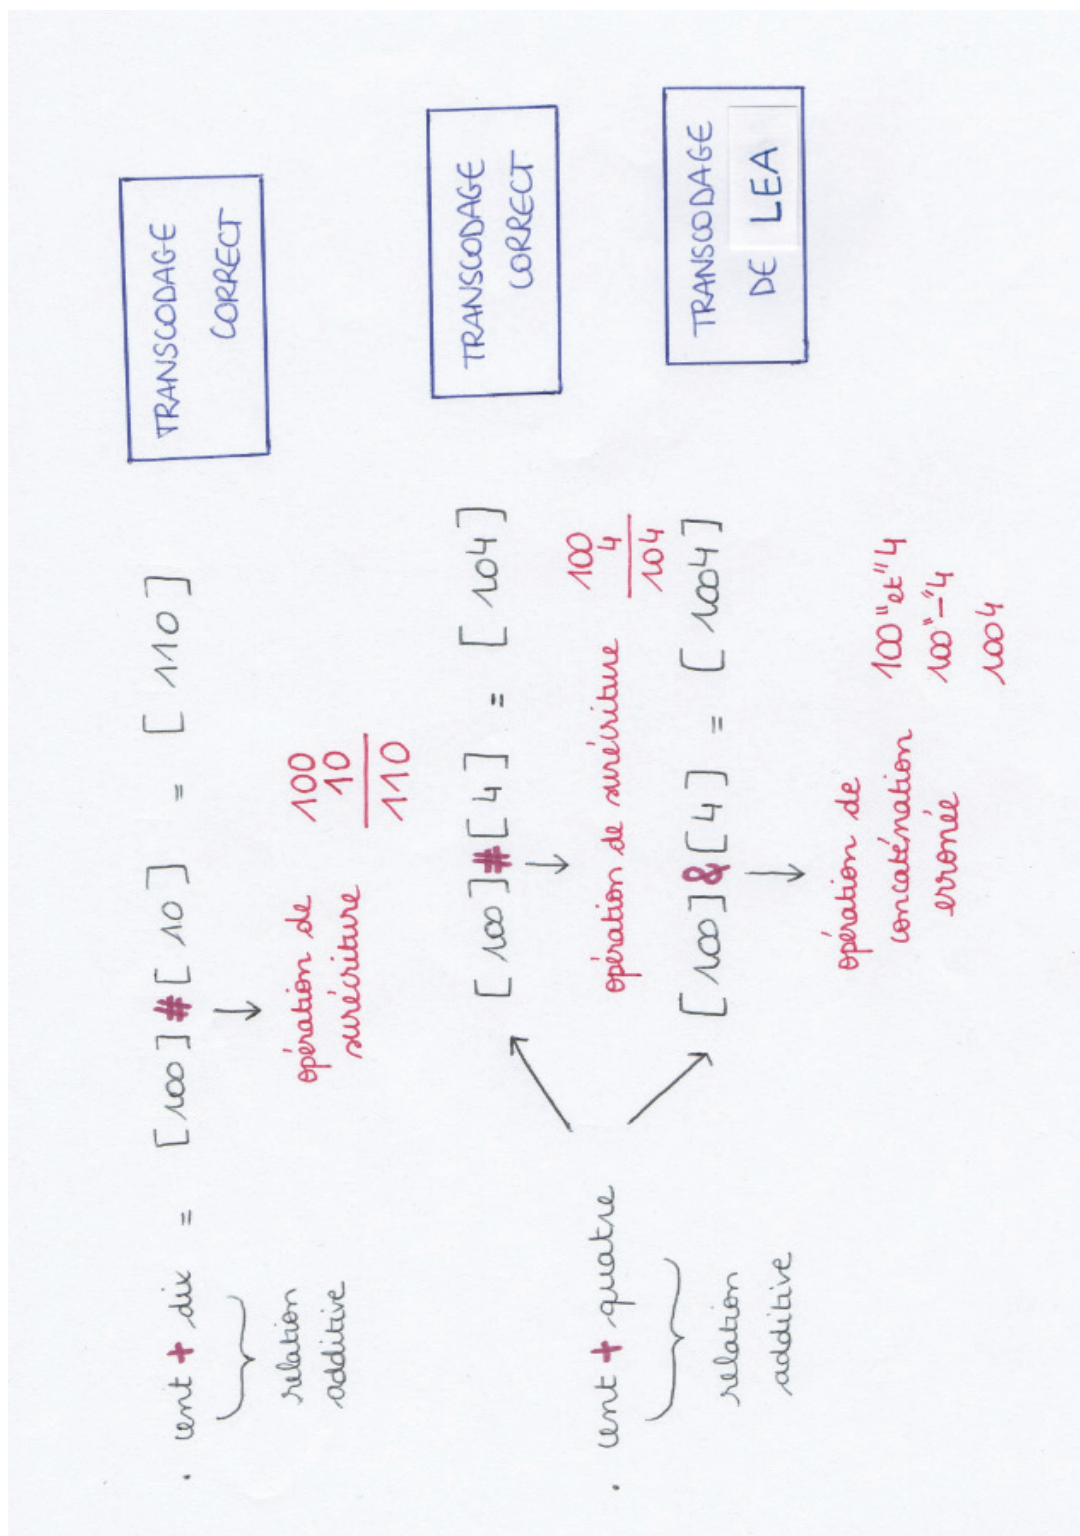 . cent + dix = [100] # [10] = [110]
TRANSCODAGE
CORRECT
relation
additive
opération de
surécriture
100
10
110
. cent + quatre
relation
additive
[100] # [4] = [104]
TRANSCODAGE
CORRECT
opération de surécriture
100
4
104
[100] & [4] = [1004]
TRANSCODAGE
DE LEA
opération de
concaténation
erronée
100 "et" 4
100"–"4
1004